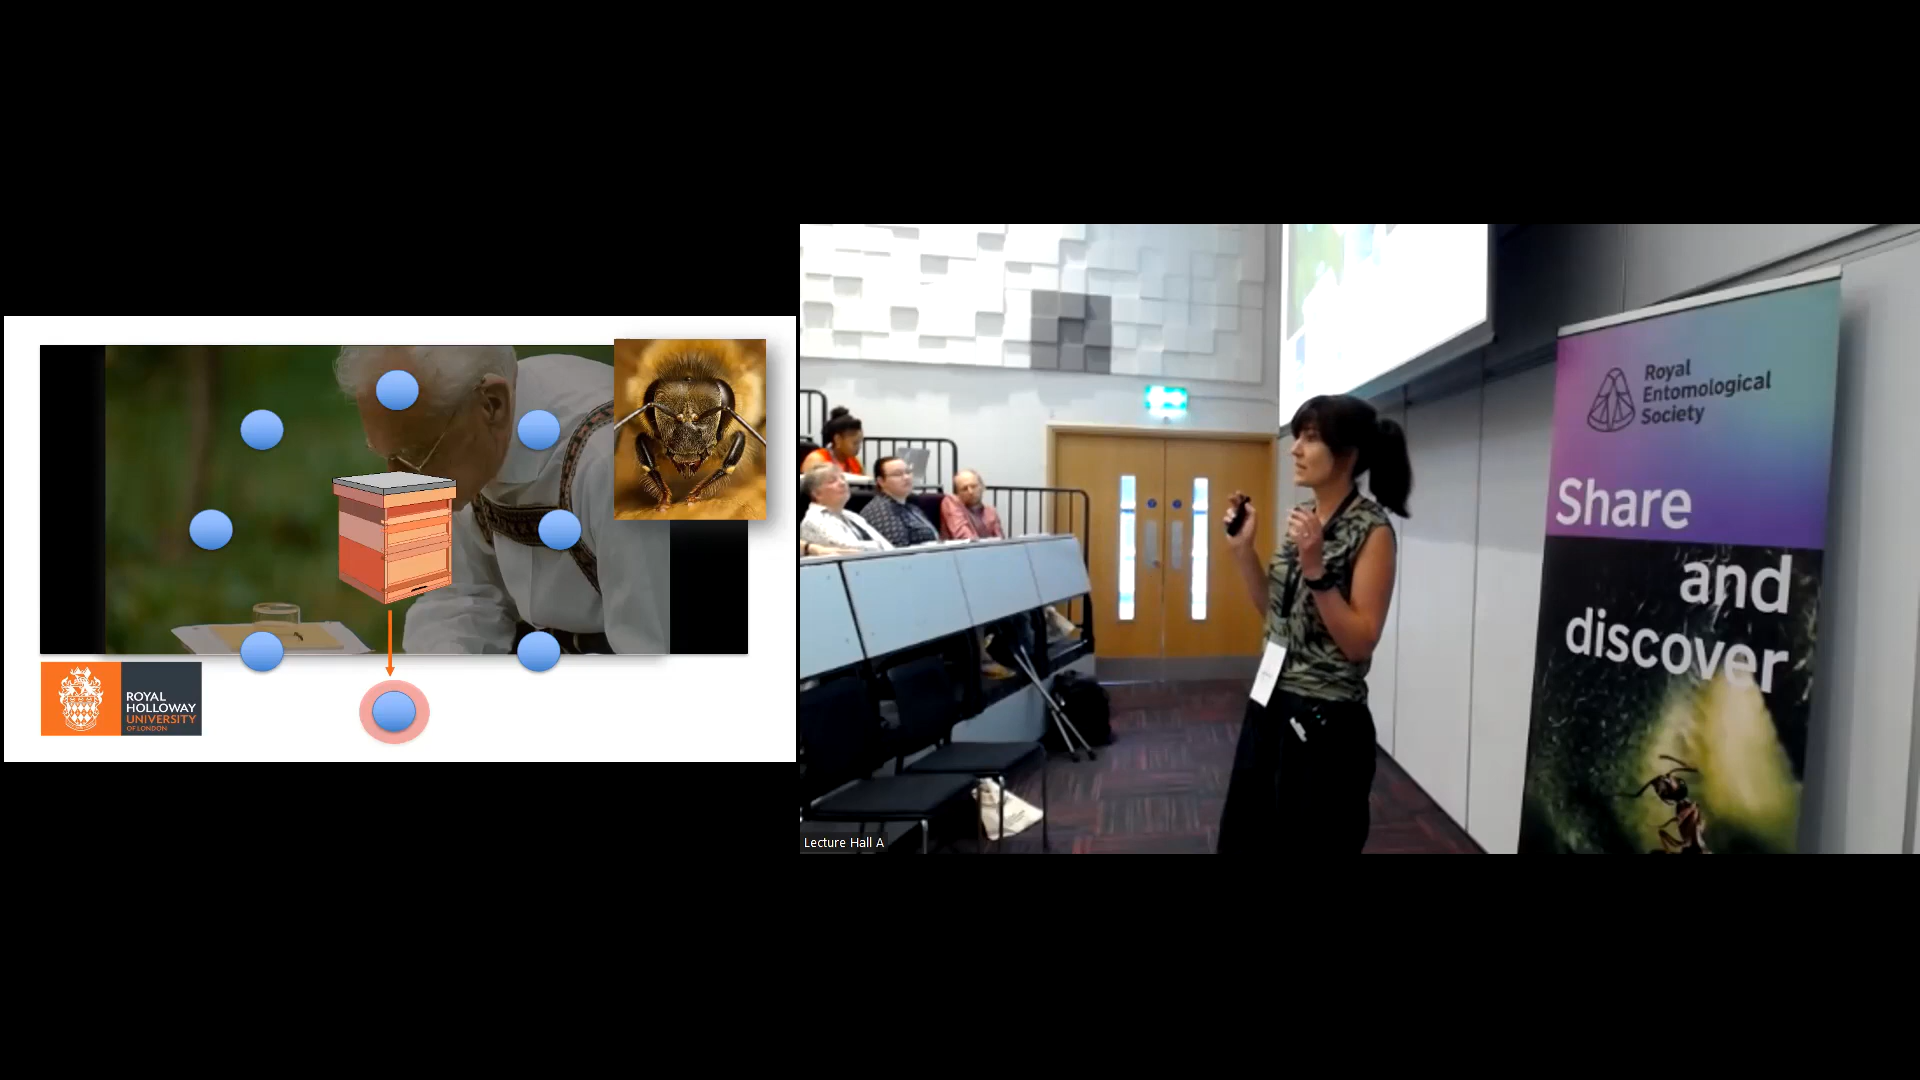 ROYAL
HOLLOWAY
UNIVERSITY
OF LONDON
Royal
Entomological
Society
Share
and
discover
Lecture Hall A